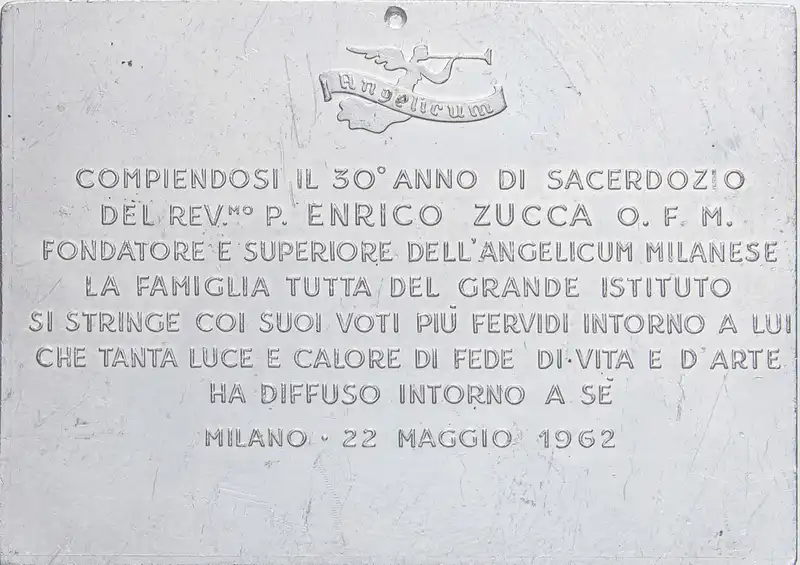 Angelicum
COMPIENDOSI IL 30° ANNO DI SACERDOZIO
DEL REV.MO P. ENRICO ZUCCA O. F. M.
FONDATORE E SUPERIORE DELL'ANGELICUM MILANESE
LA FAMIGLIA TUTTA DEL GRANDE ISTITUTO
SI STRINGE COI SUOI VOTI PIÙ FERVIDI INTORNO A LUI
CHE TANTA LUCE E CALORE DI FEDE DI·VITA E D'ARTE
HA DIFFUSO INTORNO A SÈ
MILANO · 22 MAGGIO 1962